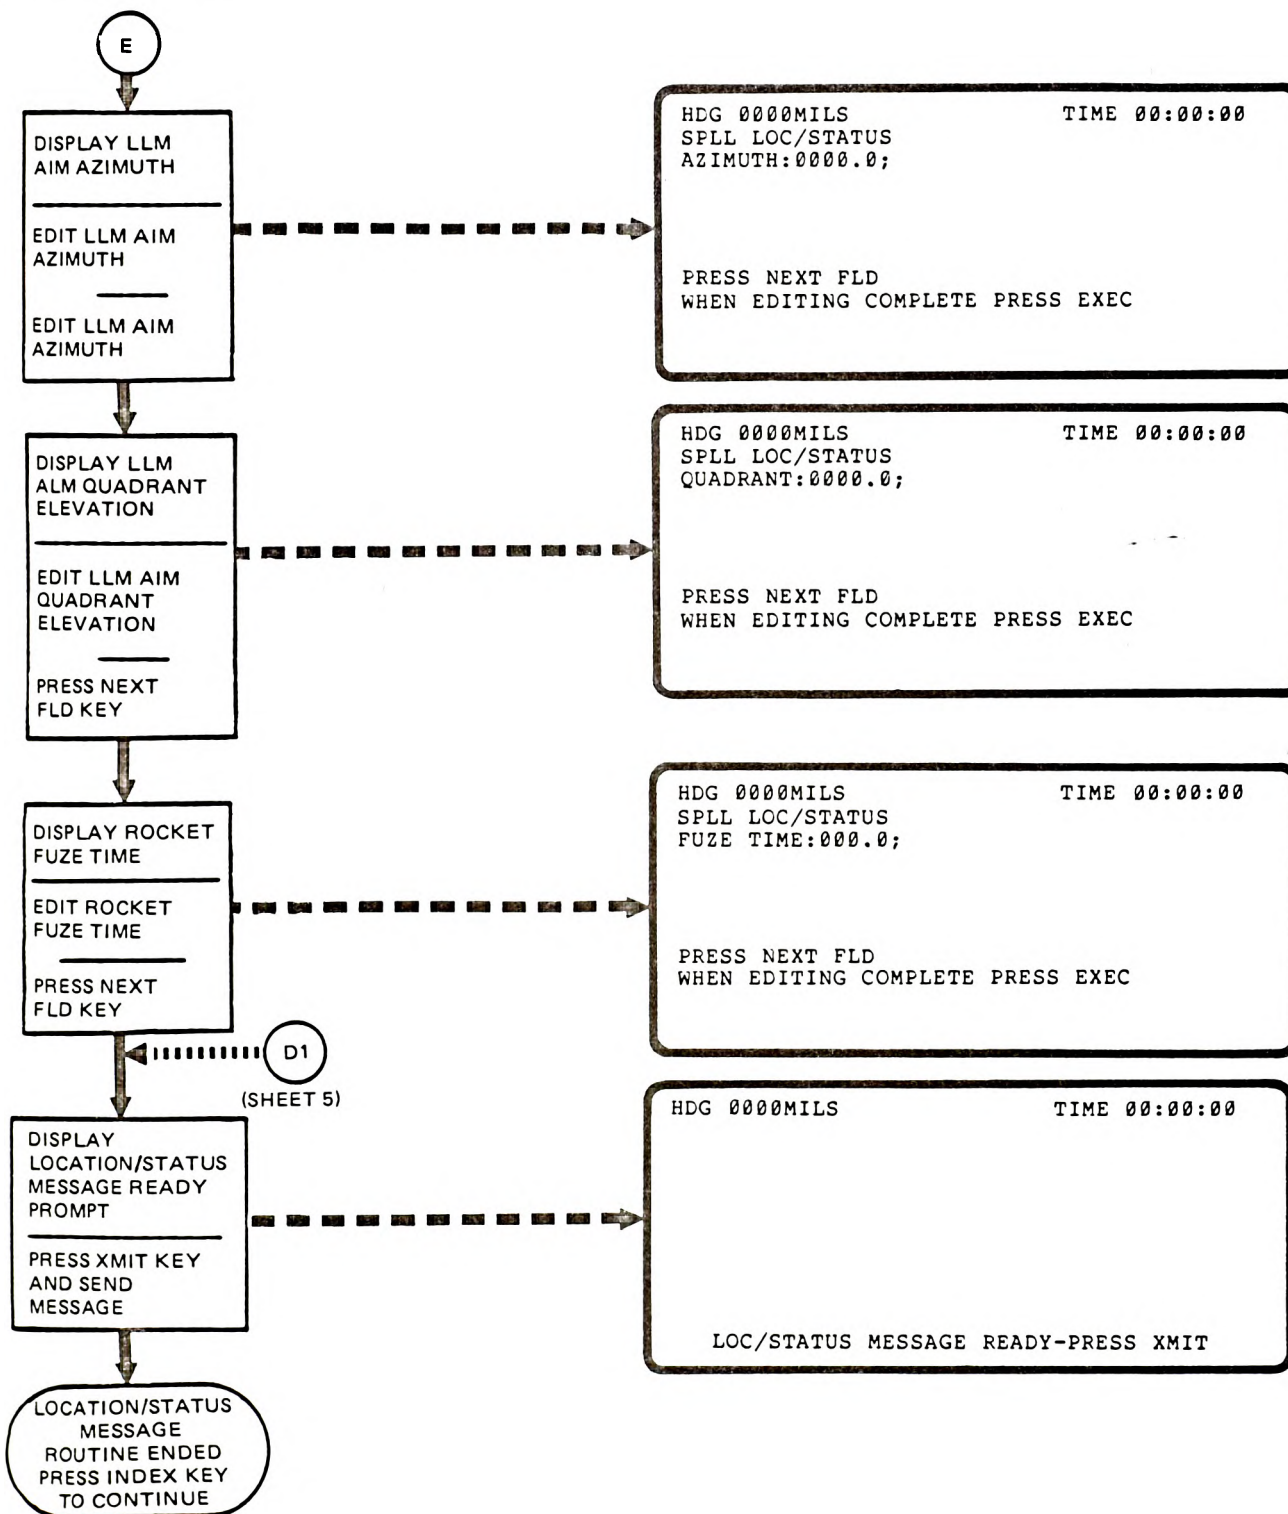 E
DISPLAY LLM
AIM AZIMUTH
EDIT LLM AIM
AZIMUTH
EDIT LLM AIM
AZIMUTH
HDG 0000MILS TIME 00:00:00
SPLL LOC/STATUS
AZIMUTH:0000.0;
PRESS NEXT FLD
WHEN EDITING COMPLETE PRESS EXEC
DISPLAY LLM
ALM QUADRANT
ELEVATION
EDIT LLM AIM
QUADRANT
ELEVATION
PRESS NEXT
FLD KEY
HDG 0000MILS TIME 00:00:00
SPLL LOC/STATUS
QUADRANT:0000.0;
PRESS NEXT FLD
WHEN EDITING COMPLETE PRESS EXEC
DISPLAY ROCKET
FUZE TIME
EDIT ROCKET
FUZE TIME
PRESS NEXT
FLD KEY
HDG 0000MILS TIME 00:00:00
SPLL LOC/STATUS
FUZE TIME:000.0;
PRESS NEXT FLD
WHEN EDITING COMPLETE PRESS EXEC
D1
(SHEET 5)
DISPLAY
LOCATION/STATUS
MESSAGE READY
PROMPT
PRESS XMIT KEY
AND SEND
MESSAGE
HDG 0000MILS TIME 00:00:00
LOC/STATUS MESSAGE READY-PRESS XMIT
LOCATION/STATUS
MESSAGE
ROUTINE ENDED
PRESS INDEX KEY
TO CONTINUE